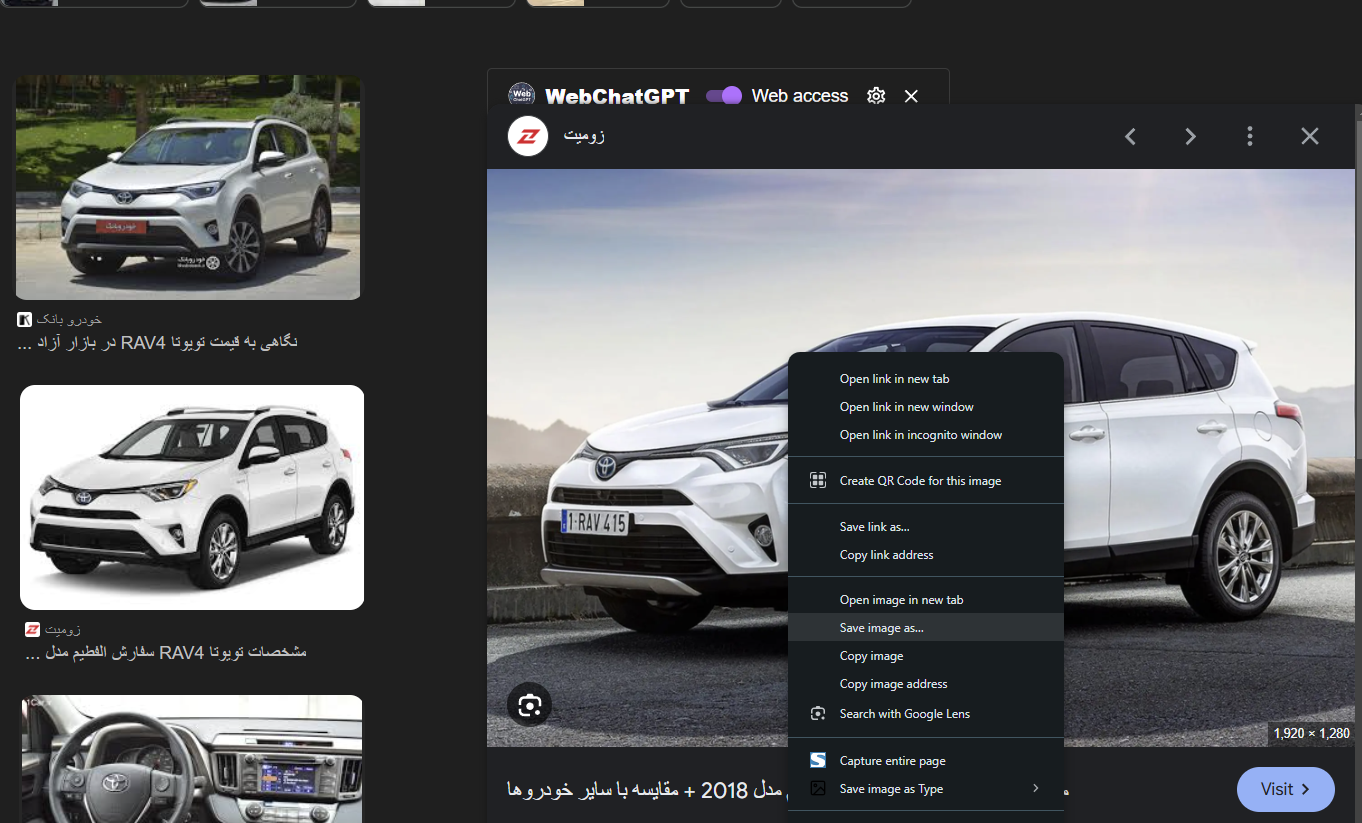 WebChatGPT Web access
زومیت
خودرو بانک
نگاهی به قیمت تویوتا RAV4 در بازار آزاد ...
زومیت
مشخصات تویوتا RAV4 سفارش الفطیم مدل ...
1-RAV 415
Open link in new tab
Open link in new window
Open link in incognito window
Create QR Code for this image
Save link as...
Copy link address
Open image in new tab
Save image as...
Copy image
Copy image address
Search with Google Lens
Capture entire page
Save image as Type
1,920 × 1,280
مدل 2018 + مقایسه با سایر خودروها
Visit